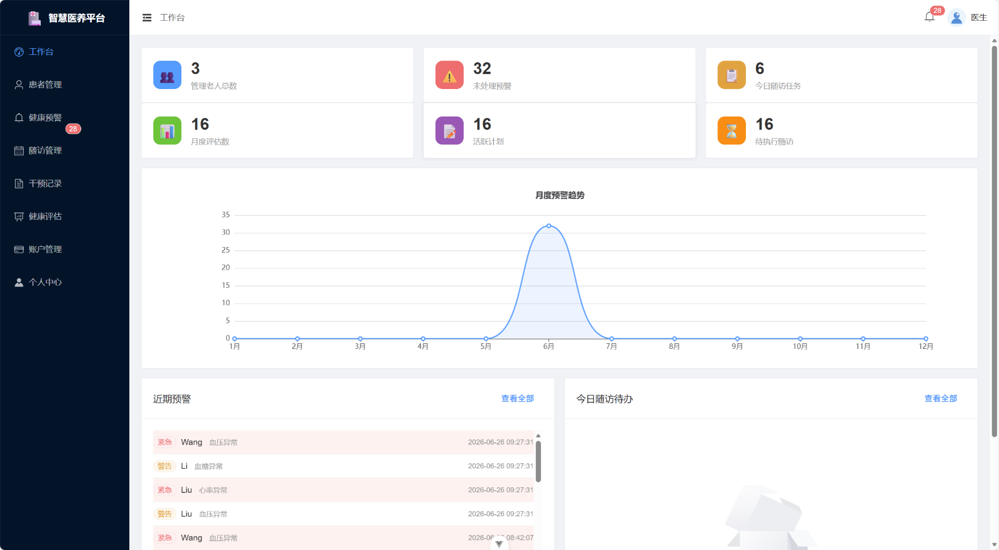 智慧医养平台
工作台
28
医生
工作台
患者管理
健康预警
28
随访管理
干预记录
健康评估
账户管理
个人中心
3
管理老人总数
32
未处理预警
6
今日随访任务
16
月度评估数
16
活跃计划
16
待执行随访
月度预警趋势
35
30
25
20
15
10
5
0
1月 2月 3月 4月 5月 6月 7月 8月 9月 10月 11月 12月
近期预警 查看全部
紧急 Wang 血压异常 2026-06-26 09:27:31
警告 Li 血糖异常 2026-06-26 09:27:31
紧急 Liu 心率异常 2026-06-26 09:27:31
警告 Liu 血压异常 2026-06-26 09:27:31
紧急 Wang 血压异常 2026-06- 08:42:07
今日随访待办 查看全部